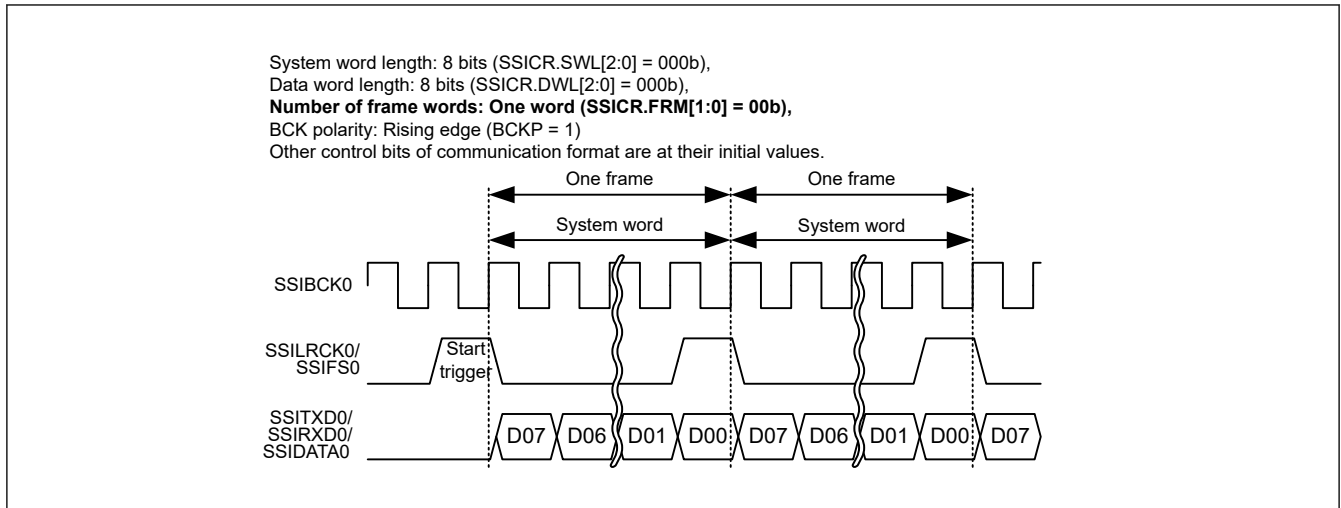 System word length: 8 bits (SSICR.SWL[2:0] = 000b),
Data word length: 8 bits (SSICR.DWL[2:0] = 000b),
Number of frame words: One word (SSICR.FRM[1:0] = 00b),
BCK polarity: Rising edge (BCKP = 1)
Other control bits of communication format are at their initial values.
One frame One frame
System word System word
SSIBCK0
SSILRCK0/
SSIFS0
Start
trigger
SSITXD0/
SSIRXD0/
SSIDATA0
D07 D06 D01 D00 D07 D06 D01 D00 D07